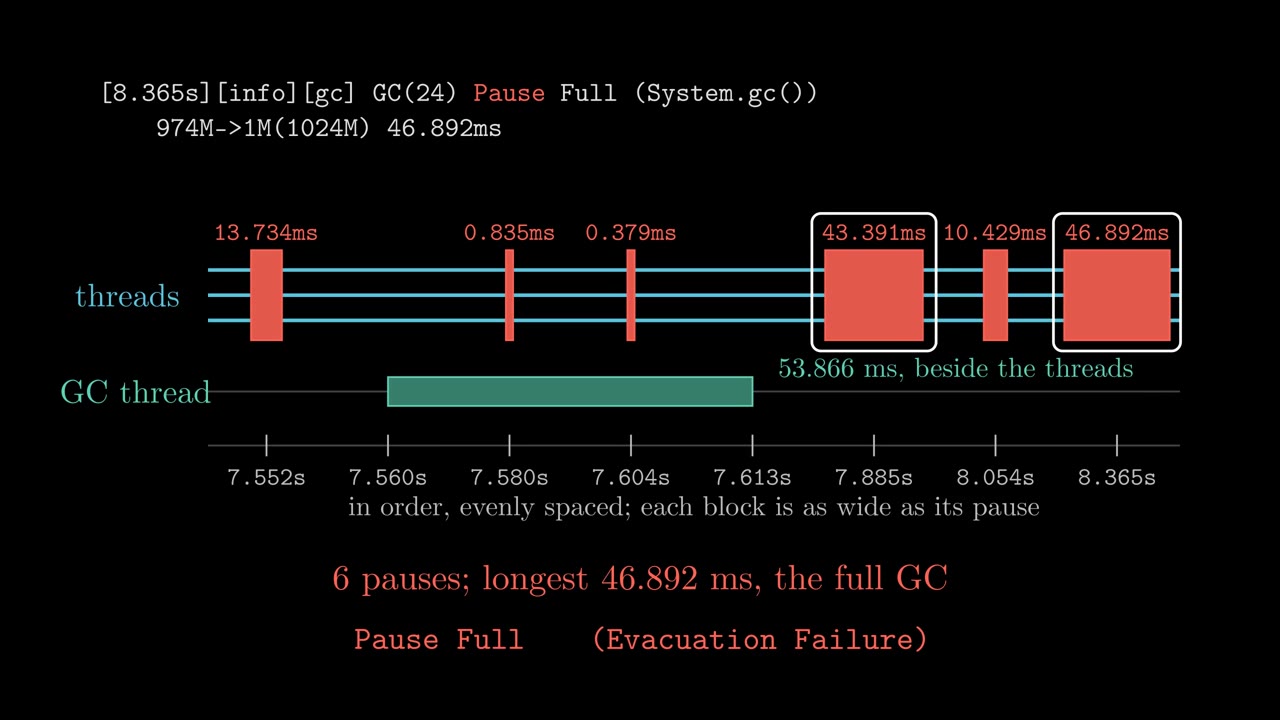 [8.365s][info][gc] GC(24) Pause Full (System.gc())
974M->1M(1024M) 46.892ms
13.734ms 0.835ms 0.379ms 43.391ms 10.429ms 46.892ms
threads
53.866 ms, beside the threads
GC thread
7.552s 7.560s 7.580s 7.604s 7.613s 7.885s 8.054s 8.365s
in order, evenly spaced; each block is as wide as its pause
6 pauses; longest 46.892 ms, the full GC
Pause Full (Evacuation Failure)